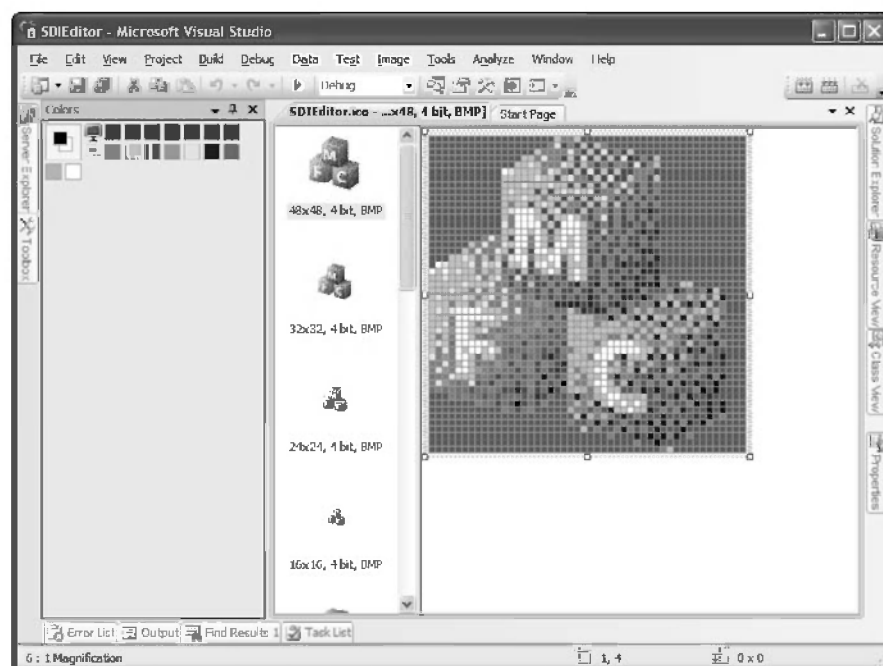 SDIEditor - Microsoft Visual Studio
File Edit View Project Build Debug Data Test Image Tools Analyze Window Help
Debug
Colors
SDIEditor.ico - ...x48, 4 bit, BMP] Start Page
Server Explorer
Toolbox
M
F C
48x48, 4 bit, BMP
32x32, 4 bit, BMP
24x24, 4 bit, BMP
16x16, 4 bit, BMP
M
F
C
Solution Explorer
Resource View
Class View
Properties
Error List Output Find Results 1 Task List
6 : 1 Magnification 1, 4 0 x 0